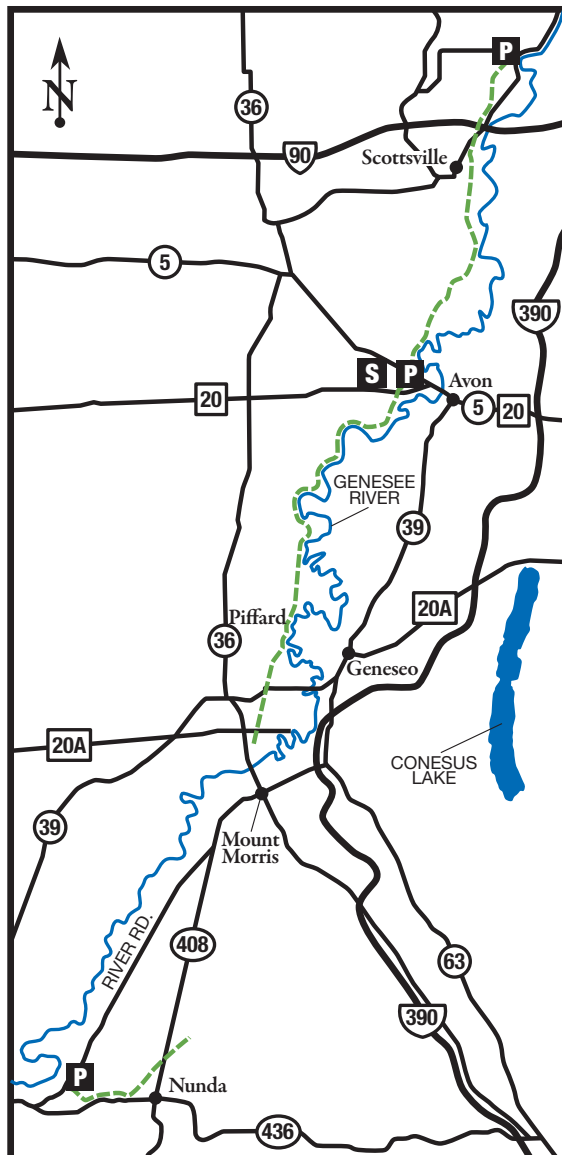 P
N
36
90
Scottsville
5
390
S
P
Avon
20
5
20
GENESEE
RIVER
39
20A
Piffard
36
Geneseo
20A
CONESUS
LAKE
39
Mount
Morris
RIVER RD.
408
63
390
P
Nunda
436